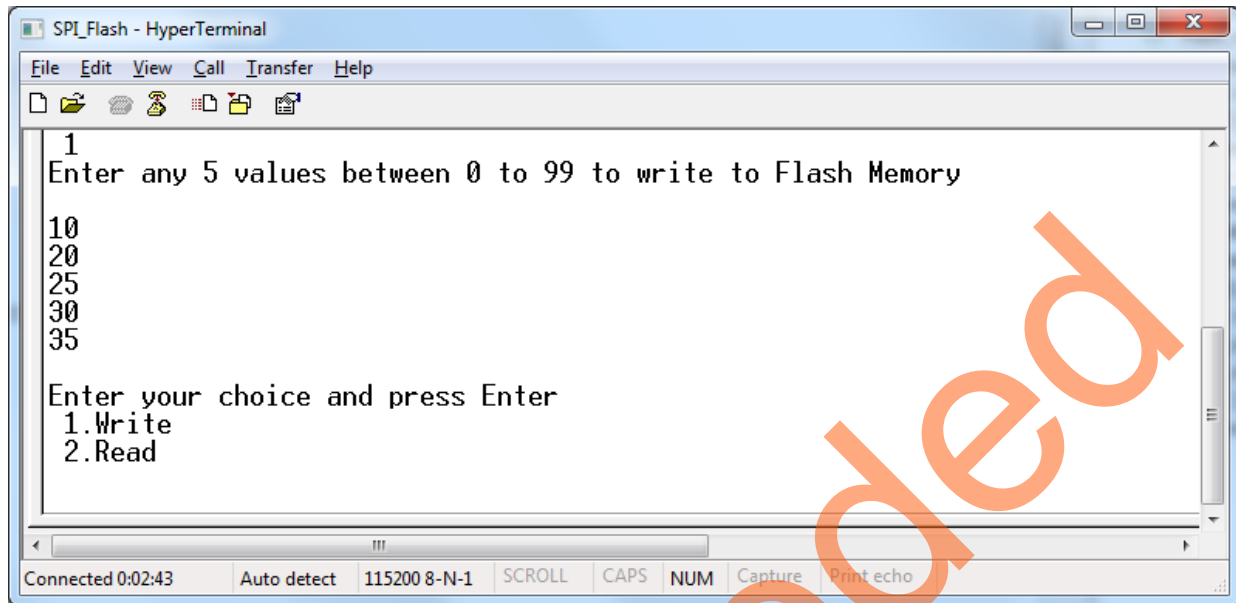 SPI_Flash - HyperTerminal
File Edit View Call Transfer Help
1
Enter any 5 values between 0 to 99 to write to Flash Memory
10
20
25
30
35
Enter your choice and press Enter
1.Write
2.Read
Connected 0:02:43 Auto detect 115200 8-N-1 SCROLL CAPS NUM Capture Print echo
ded